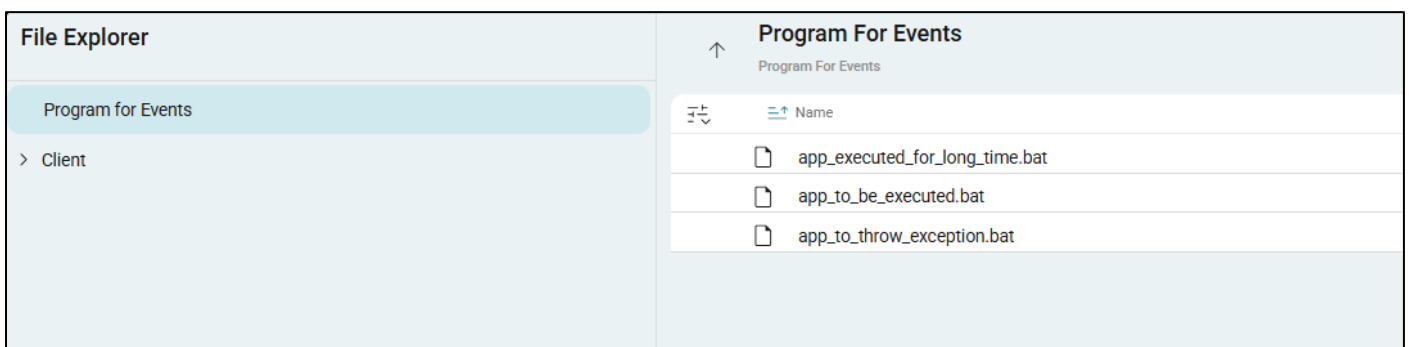 File Explorer
Program for Events
Client
Program For Events
Program For Events
Name
app_executed_for_long_time.bat
app_to_be_executed.bat
app_to_throw_exception.bat